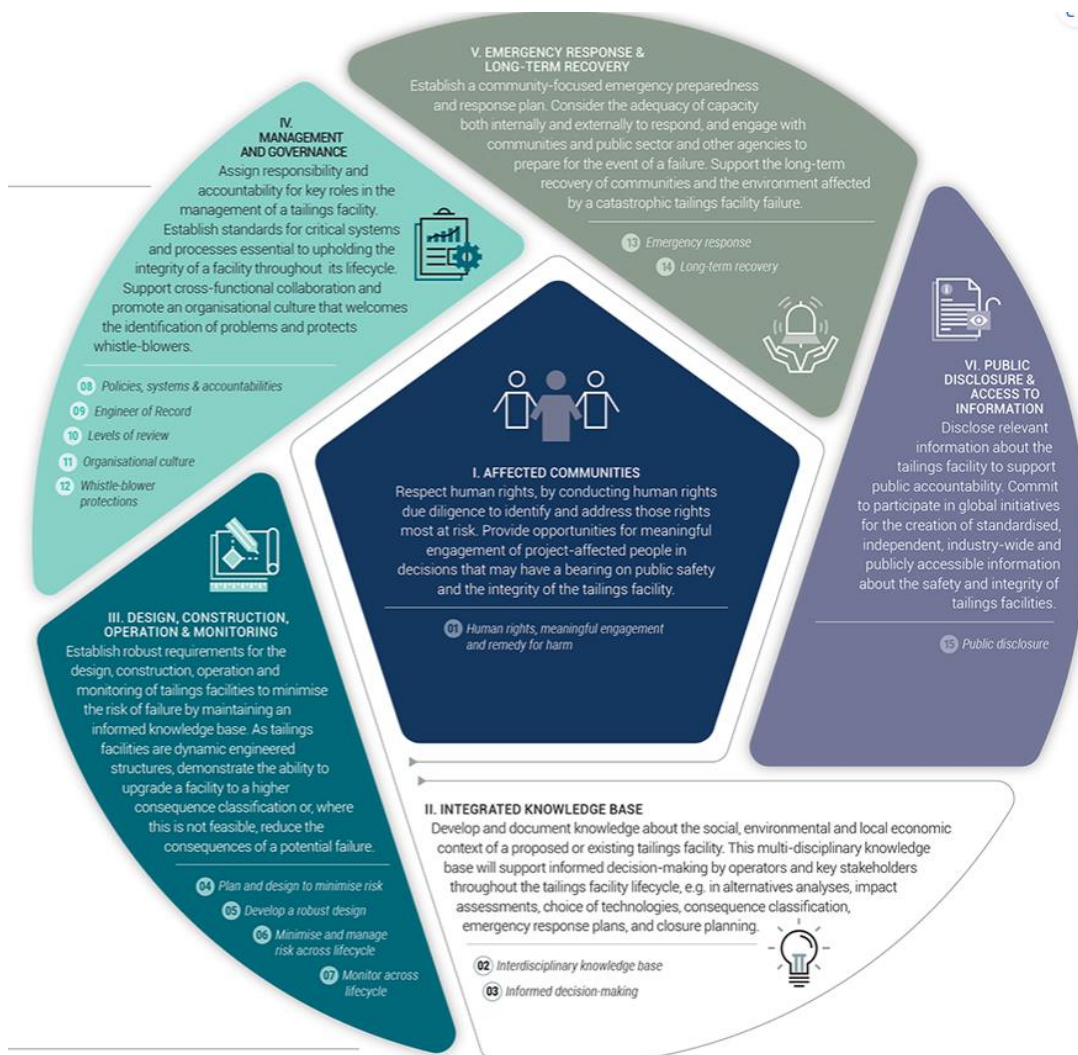 V. EMERGENCY RESPONSE &
LONG-TERM RECOVERY
Establish a community-focused emergency preparedness
and response plan. Consider the adequacy of capacity
both internally and externally to respond, and engage with
communities and public sector and other agencies to
prepare for the event of a failure. Support the long-term
recovery of communities and the environment affected
by a catastrophic tailings facility failure.
13 Emergency response
14 Long-term recovery
IV.
MANAGEMENT
AND GOVERNANCE
Assign responsibility and
accountability for key roles in the
management of a tailings facility.
Establish standards for critical systems
and processes essential to upholding the
integrity of a facility throughout its lifecycle.
Support cross-functional collaboration and
promote an organisational culture that welcomes
the identification of problems and protects
whistle-blowers.
08 Policies, systems & accountabilities
09 Engineer of Record
10 Levels of review
11 Organisational culture
12 Whistle-blower
protections
VI. PUBLIC
DISCLOSURE &
ACCESS TO
INFORMATION
Disclose relevant
information about the
tailings facility to support
public accountability. Commit
to participate in global initiatives
for the creation of standardised,
independent, industry-wide and
publicly accessible information
about the safety and integrity of
tailings facilities.
15 Public disclosure
I. AFFECTED COMMUNITIES
Respect human rights, by conducting human rights
due diligence to identify and address those rights
most at risk. Provide opportunities for meaningful
engagement of project-affected people in
decisions that may have a bearing on public safety
and the integrity of the tailings facility.
01 Human rights, meaningful engagement
and remedy for harm
III. DESIGN, CONSTRUCTION,
OPERATION & MONITORING
Establish robust requirements for the
design, construction, operation and
monitoring of tailings facilities to minimise
the risk of failure by maintaining an
informed knowledge base. As tailings
facilities are dynamic engineered
structures, demonstrate the ability to
upgrade a facility to a higher
consequence classification or, where
this is not feasible, reduce the
consequences of a potential failure.
04 Plan and design to minimise risk
05 Develop a robust design
06 Minimise and manage
risk across lifecycle
07 Monitor across
lifecycle
II. INTEGRATED KNOWLEDGE BASE
Develop and document knowledge about the social, environmental and local economic
context of a proposed or existing tailings facility. This multi-disciplinary knowledge
base will support informed decision-making by operators and key stakeholders
throughout the tailings facility lifecycle, e.g. in alternatives analyses, impact
assessments, choice of technologies, consequence classification,
emergency response plans, and closure planning.
02 Interdisciplinary knowledge base
03 Informed decision-making